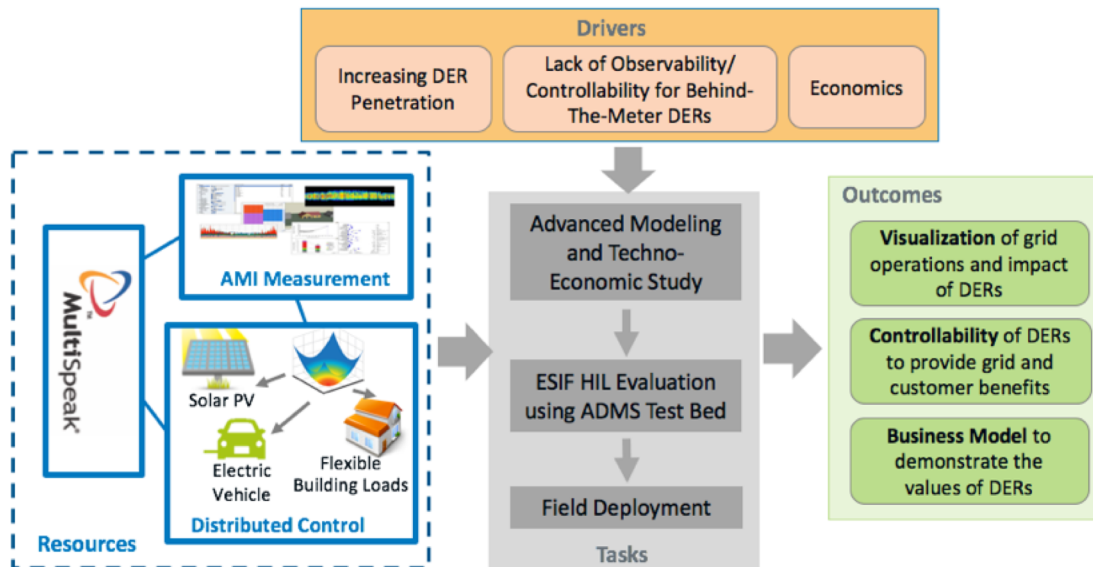 Drivers
Increasing DER
Penetration
Lack of Observability/
Controllability for Behind-
The-Meter DERs
Economics
MultiSpeak®
TM
AMI Measurement
Solar PV
Electric
Vehicle
Flexible
Building Loads
Distributed Control
Resources
Advanced Modeling
and Techno-
Economic Study
ESIF HIL Evaluation
using ADMS Test Bed
Field Deployment
Tasks
Outcomes
Visualization of grid
operations and impact
of DERs
Controllability of DERs
to provide grid and
customer benefits
Business Model to
demonstrate the
values of DERs